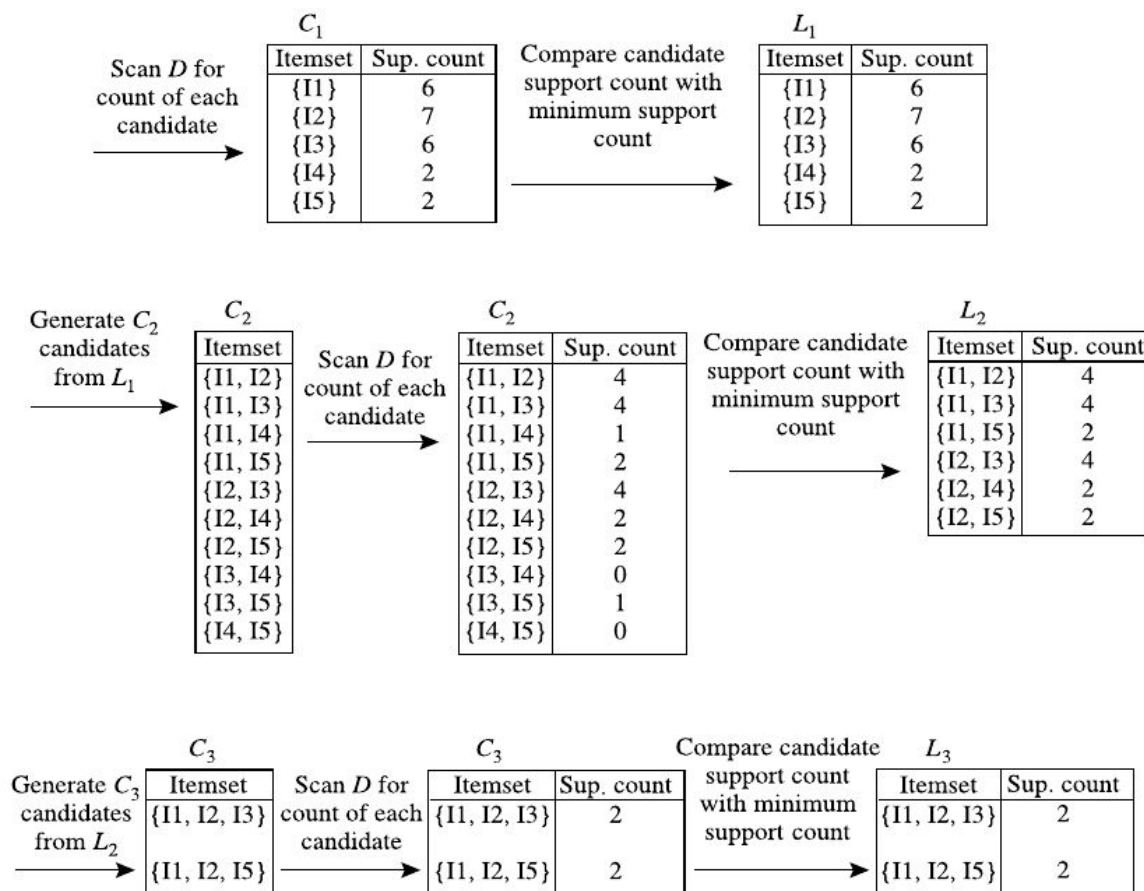 C1
L1
Scan D for
count of each
candidate
Itemset Sup. count
{I1} 6
{I2} 7
{I3} 6
{I4} 2
{I5} 2
Compare candidate
support count with
minimum support
count
Itemset Sup. count
{I1} 6
{I2} 7
{I3} 6
{I4} 2
{I5} 2
Generate C2
candidates
from L1
C2
Itemset
{I1, I2}
{I1, I3}
{I1, I4}
{I1, I5}
{I2, I3}
{I2, I4}
{I2, I5}
{I3, I4}
{I3, I5}
{I4, I5}
Scan D for
count of each
candidate
C2
Itemset Sup. count
{I1, I2} 4
{I1, I3} 4
{I1, I4} 1
{I1, I5} 2
{I2, I3} 4
{I2, I4} 2
{I2, I5} 2
{I3, I4} 0
{I3, I5} 1
{I4, I5} 0
Compare candidate
support count with
minimum support
count
L2
Itemset Sup. count
{I1, I2} 4
{I1, I3} 4
{I1, I5} 2
{I2, I3} 4
{I2, I4} 2
{I2, I5} 2
Generate C3
candidates
from L2
C3
Itemset
{I1, I2, I3}
{I1, I2, I5}
Scan D for
count of each
candidate
C3
Itemset Sup. count
{I1, I2, I3} 2
{I1, I2, I5} 2
Compare candidate
support count
with minimum
support count
L3
Itemset Sup. count
{I1, I2, I3} 2
{I1, I2, I5} 2